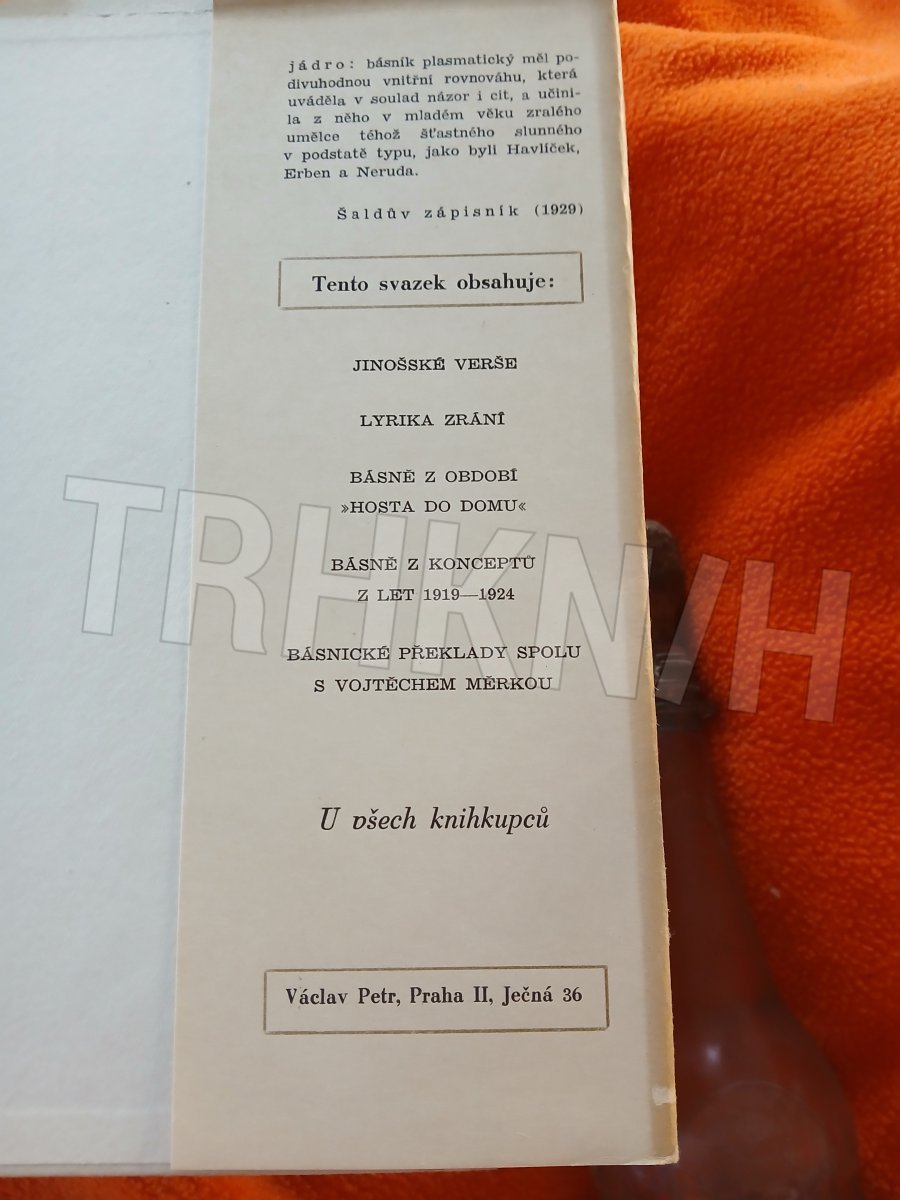 jádro: básník plasmatický měl po-
divuhodnou vnitřní rovnováhu, která
uváděla v soulad názor i cit, a učini-
la z něho v mladém věku zralého
umělce téhož šťastného slunného
v podstatě typu, jako byli Havlíček,
Erben a Neruda.
Šaldův zápisník (1929)
Tento svazek obsahuje:
JINOŠSKÉ VERŠE
LYRIKA ZRÁNÍ
BÁSNĚ Z OBDOBÍ
»HOSTA DO DOMU«
BÁSNĚ Z KONCEPTŮ
Z LET 1919—1924
BÁSNICKÉ PŘEKLADY SPOLU
S VOJTĚCHEM MĚRKOU
TRHKNIH
U všech knihkupců
Václav Petr, Praha II, Ječná 36